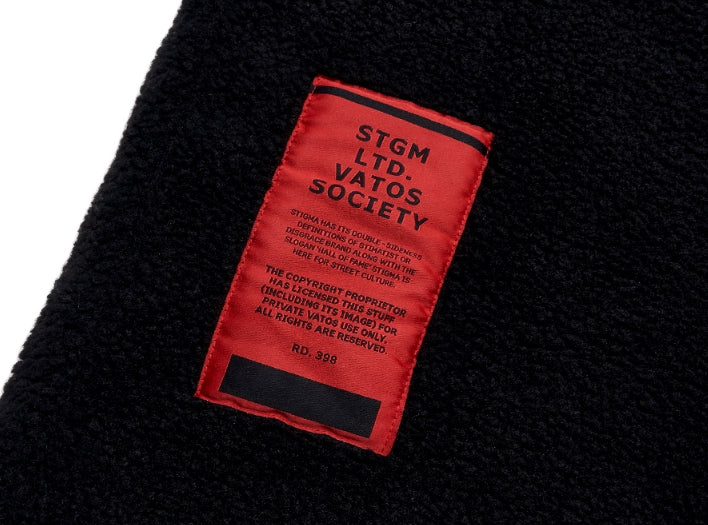 STGM
LTD.
VATOS
SOCIETY
STIGMA HAS ITS DOUBLE - SIDENESS
DEFINITIONS OF STIMATIST OR
DISGRACE BRAND ALONG WITH THE
SLOGAN 'HALL OF FAME' STIGMA IS
HERE FOR STREET CULTURE.
THE COPYRIGHT PROPRIETOR
HAS LICENSED THIS STUFF
(INCLUDING ITS IMAGE) FOR
PRIVATE VATOS USE ONLY.
ALL RIGHTS ARE RESERVED.
RD. 398